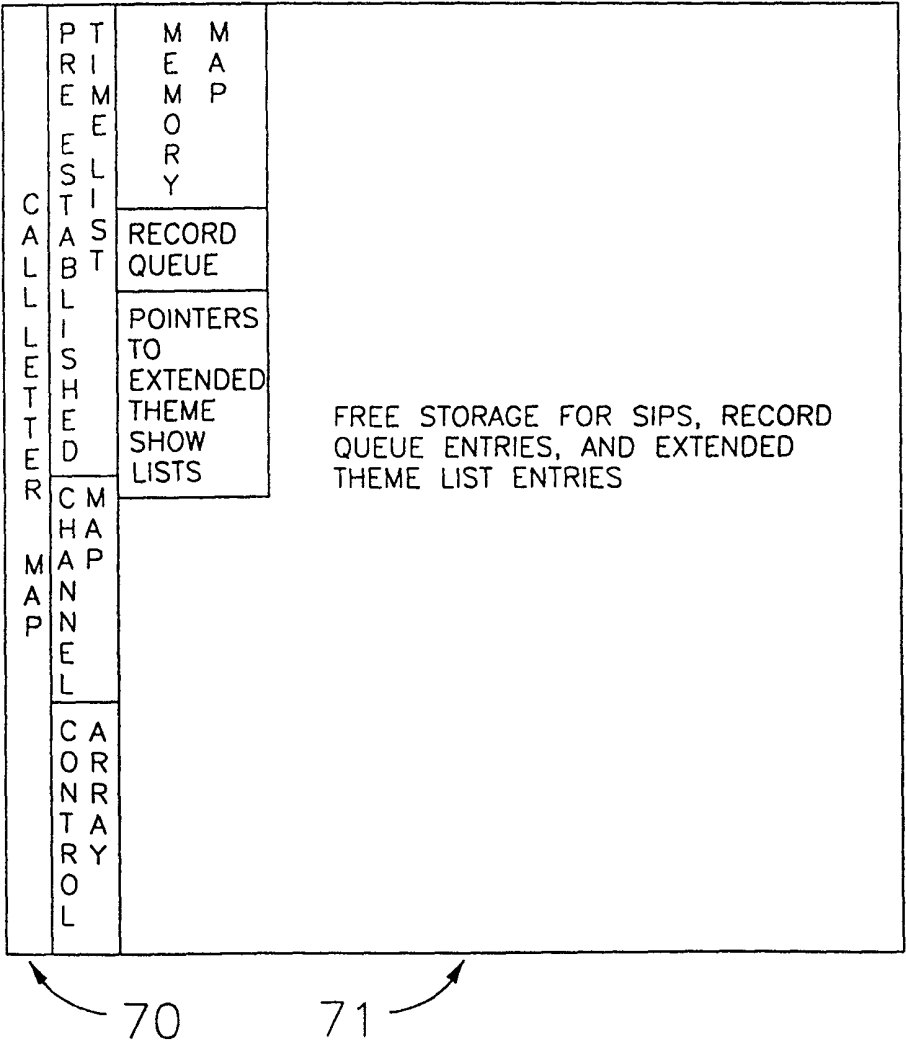 CALL LETTER MAP
PRE ESTABLISHED
TIME LIST
CHANNEL
MAP
CONTROL
ARRAY
MEMORY
MAP
RECORD
QUEUE
POINTERS
TO
EXTENDED
THEME
SHOW
LISTS
FREE STORAGE FOR SIPS, RECORD
QUEUE ENTRIES, AND EXTENDED
THEME LIST ENTRIES
70
71